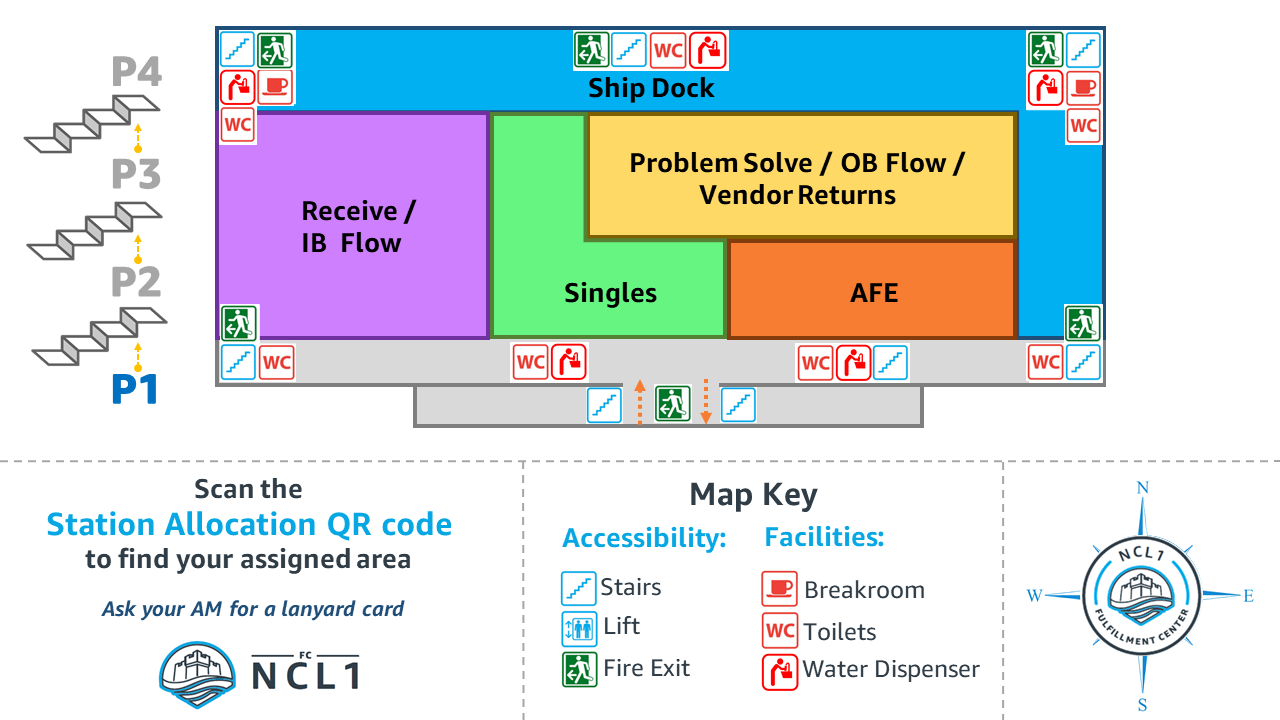 P4
P3
P2
P1
WC
WC
WC
WC
WC
WC
WC
WC
Ship Dock
Receive /
IB Flow
Problem Solve / OB Flow /
Vendor Returns
Singles
AFE
Scan the
Station Allocation QR code
to find your assigned area
Ask your AM for a lanyard card
FC
NCL1
Map Key
Accessibility:
Stairs
Lift
Fire Exit
Facilities:
Breakroom
WC Toilets
Water Dispenser
N
W
E
S
NCL1
FULFILLMENT CENTER